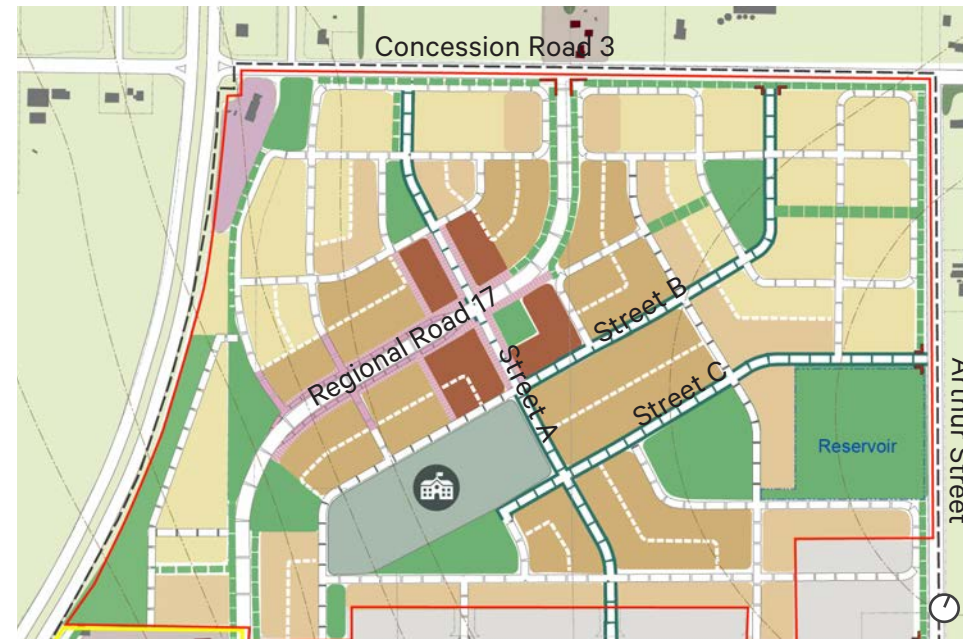 Concession Road 3
Regional Road 17
Street B
Street A
Street C
Arthur Street
Reservoir